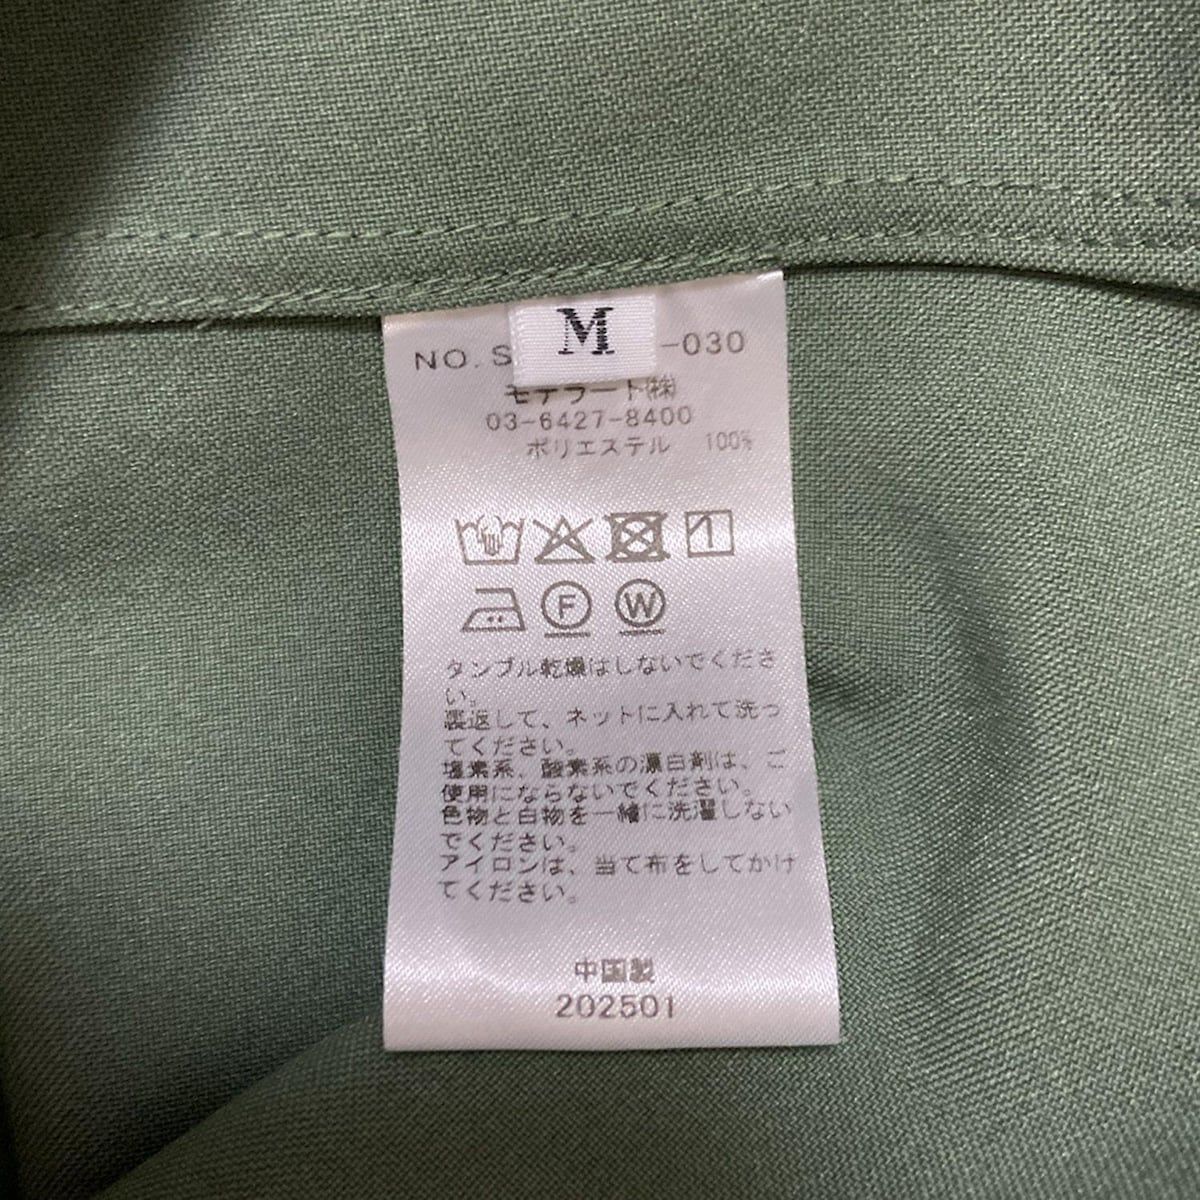 M
NO. S -030
モデラート㈱
03-6427-8400
ポリエステル 100%
1
F W
タンブル乾燥はしないでくださ
い。
裏返して、ネットに入れて洗っ
てください。
塩素系、酸素系の漂白剤は、ご
使用にならないでください。
色物と白物を一緒に洗濯しない
でください。
アイロンは、当て布をしてかけ
てください。
中国製
202501